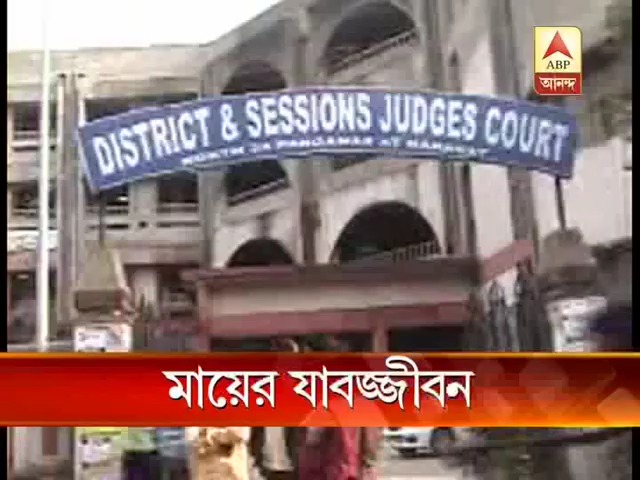 ABP
আনন্দ
DISTRICT & SESSIONS JUDGES COURT
NORTH 24 PARGANAS AT BARASAT
মায়ের যাবজ্জীবন